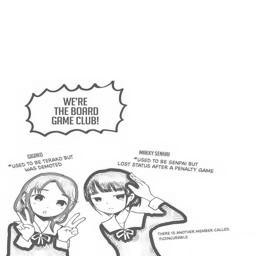 WE'RE
THE BOARD
GAME CLUB!
MAKKY SENPAI
*USED TO BE TERAKO BUT
WAS DEMOTED
*USED TO BE SENPAI BUT
LOST STATUS AFTER A PENALTY GAME
THERE IS ANOTHER MEMBER CALLED